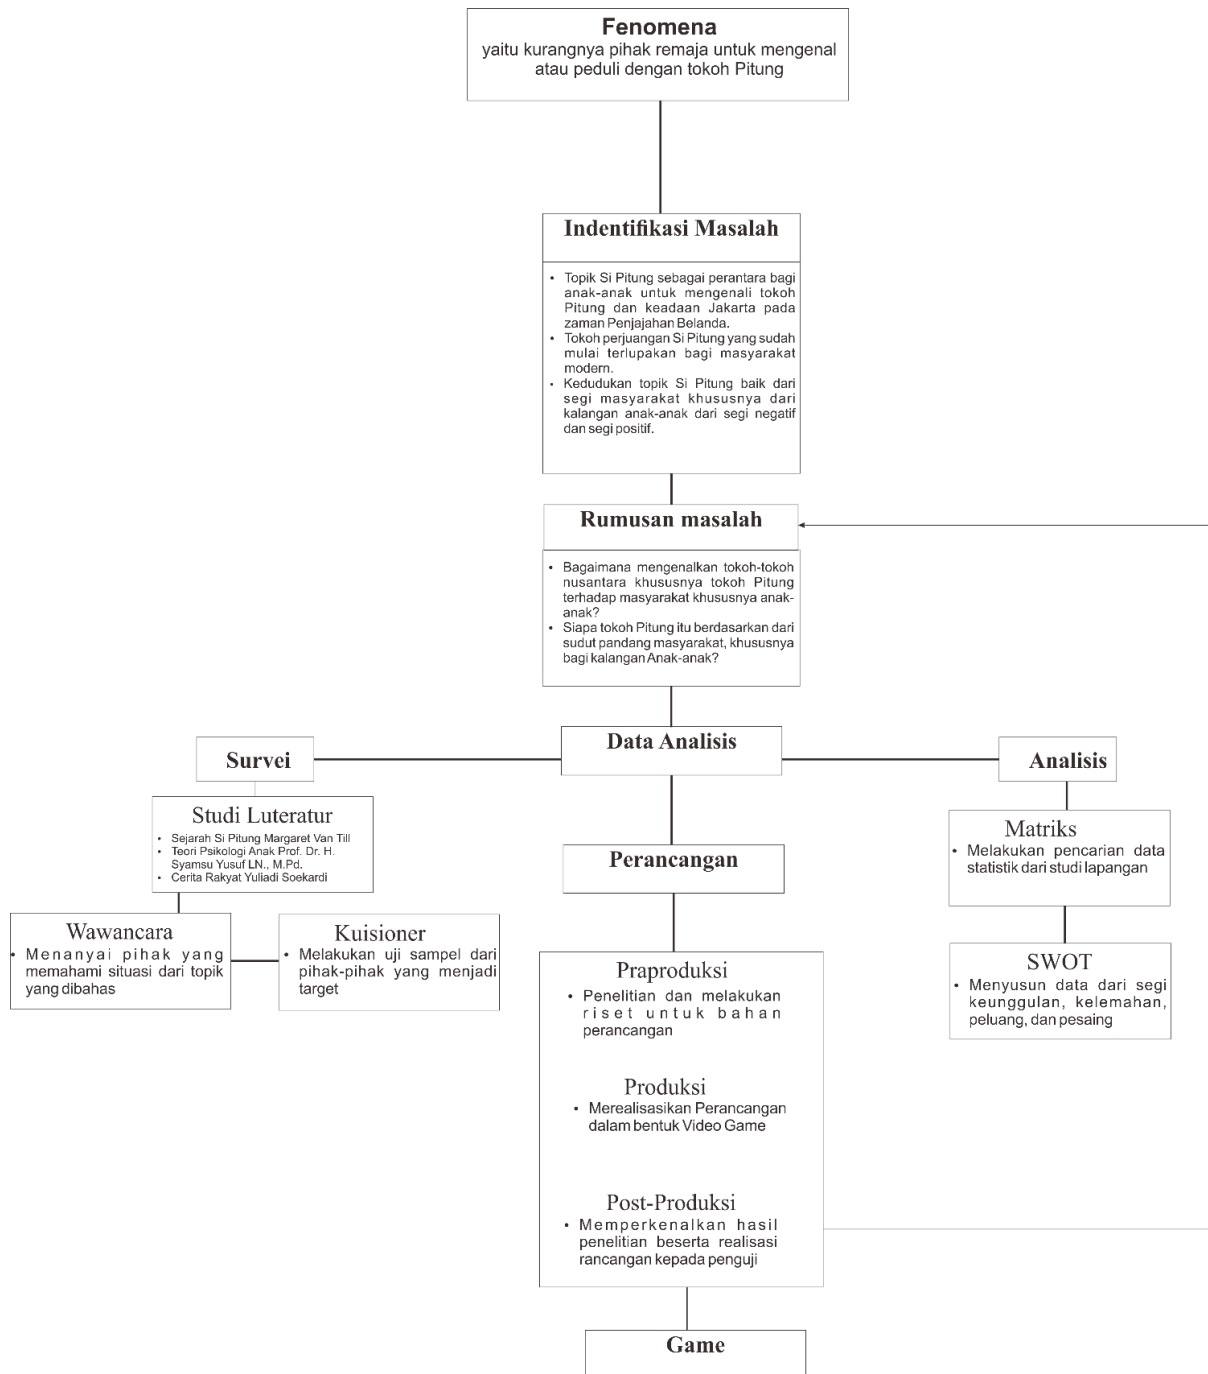 Fenomena
yaitu kurangnya pihak remaja untuk mengenal
atau peduli dengan tokoh Pitung
Indentifikasi Masalah
• Topik Si Pitung sebagai perantara bagi
anak-anak untuk mengenali tokoh
Pitung dan keadaan Jakarta pada
zaman Penjajahan Belanda.
• Tokoh perjuangan Si Pitung yang sudah
mulai terlupakan bagi masyarakat
modern.
• Kedudukan topik Si Pitung baik dari
segi masyarakat khususnya dari
kalangan anak-anak dari segi negatif
dan segi positif.
Rumusan masalah
• Bagaimana mengenalkan tokoh-tokoh
nusantara khususnya tokoh Pitung
terhadap masyarakat khususnya anak-
anak?
• Siapa tokoh Pitung itu berdasarkan dari
sudut pandang masyarakat, khususnya
bagi kalangan Anak-anak?
Data Analisis
Survei
Studi Luteratur
• Sejarah Si Pitung Margaret Van Till
• Teori Psikologi Anak Prof. Dr. H.
Syamsu Yusuf LN., M.Pd.
• Cerita Rakyat Yuliadi Soekardi
Wawancara
• Menanyai pihak yang
memahami situasi dari topik
yang dibahas
Kuisioner
• Melakukan uji sampel dari
pihak-pihak yang menjadi
target
Perancangan
Praproduksi
• Penelitian dan melakukan
riset untuk bahan
perancangan
Produksi
• Merealisasikan Perancangan
dalam bentuk Video Game
Post-Produksi
• Memperkenalkan hasil
penelitian beserta realisasi
rancangan kepada penguji
Game
Analisis
Matriks
• Melakukan pencarian data
statistik dari studi lapangan
SWOT
• Menyusun data dari segi
keunggulan, kelemahan,
peluang, dan pesaing